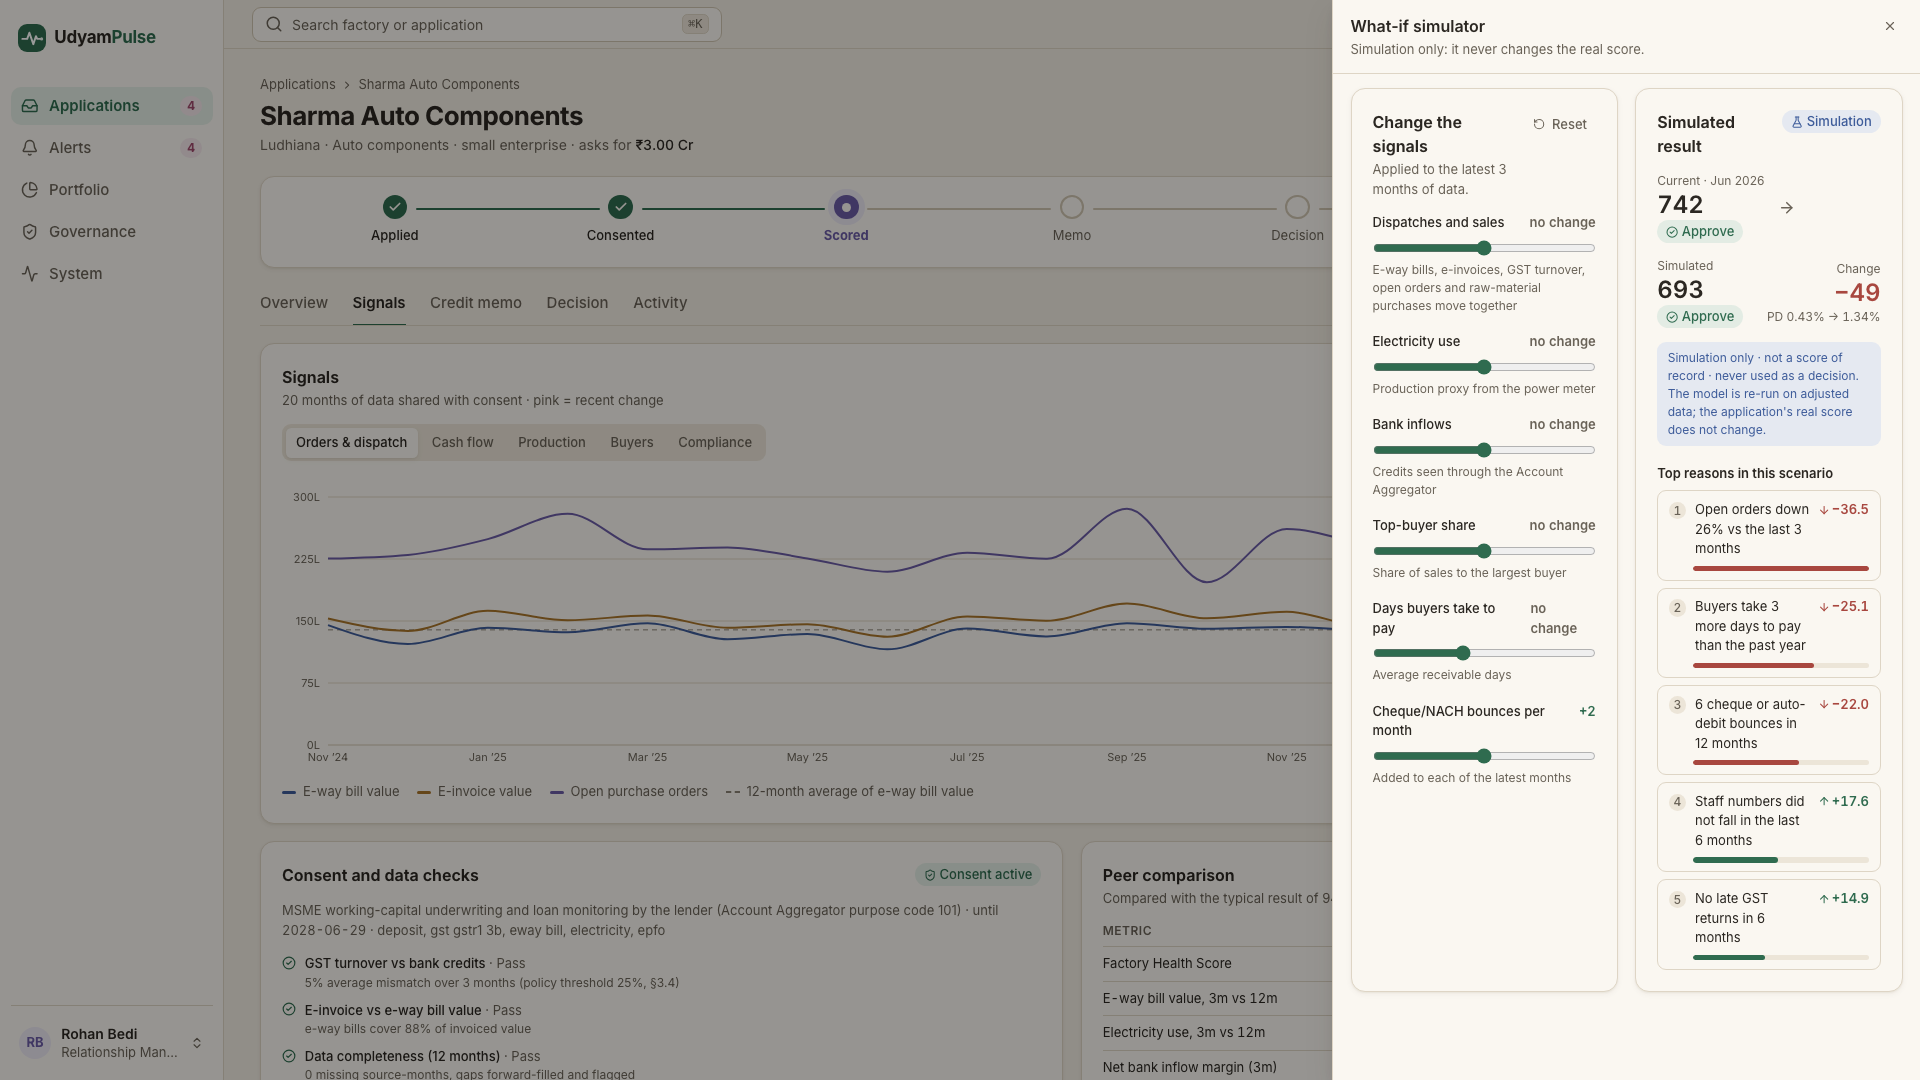 UdyamPulse
Applications 4
Alerts 4
Portfolio
Governance
System
RB
Rohan Bedi
Relationship Man...
Search factory or application ⌘K
Applications › Sharma Auto Components
Sharma Auto Components
Ludhiana · Auto components · small enterprise · asks for ₹3.00 Cr
Applied
Consented
Scored
Memo
Decision
Overview
Signals
Credit memo
Decision
Activity
Signals
20 months of data shared with consent · pink = recent change
Orders & dispatch
Cash flow
Production
Buyers
Compliance
300L
225L
150L
75L
0L
Nov '24
Jan '25
Mar '25
May '25
Jul '25
Sep '25
Nov '25
E-way bill value
E-invoice value
Open purchase orders
12-month average of e-way bill value
Consent and data checks
Consent active
MSME working-capital underwriting and loan monitoring by the lender (Account Aggregator purpose code 101) · until
2028-06-29 · deposit, gst gstr1 3b, eway bill, electricity, epfo
GST turnover vs bank credits · Pass
5% average mismatch over 3 months (policy threshold 25%, §3.4)
E-invoice vs e-way bill value · Pass
e-way bills cover 88% of invoiced value
Data completeness (12 months) · Pass
0 missing source-months, gaps forward-filled and flagged
Peer comparison
Compared with the typical result of 9
METRIC
Factory Health Score
E-way bill value, 3m vs 12m
Electricity use, 3m vs 12m
Net bank inflow margin (3m)
What-if simulator
Simulation only: it never changes the real score.
Change the
signals
Reset
Applied to the latest 3
months of data.
Dispatches and sales no change
E-way bills, e-invoices, GST turnover,
open orders and raw-material
purchases move together
Electricity use no change
Production proxy from the power meter
Bank inflows no change
Credits seen through the Account
Aggregator
Top-buyer share no change
Share of sales to the largest buyer
Days buyers take to
pay
no
change
Average receivable days
Cheque/NACH bounces per
month
+2
Added to each of the latest months
Simulated
result
Simulation
Current · Jun 2026
742 →
Approve
Simulated
693
Approve
Change
−49
PD 0.43% → 1.34%
Simulation only · not a score of
record · never used as a decision.
The model is re-run on adjusted
data; the application's real score
does not change.
Top reasons in this scenario
1
Open orders down
26% vs the last 3
months
↓ −36.5
2
Buyers take 3
more days to pay
than the past year
↓ −25.1
3
6 cheque or auto-
debit bounces in
12 months
↓ −22.0
4
Staff numbers did
not fall in the last
6 months
↑ +17.6
5
No late GST
returns in 6
months
↑ +14.9